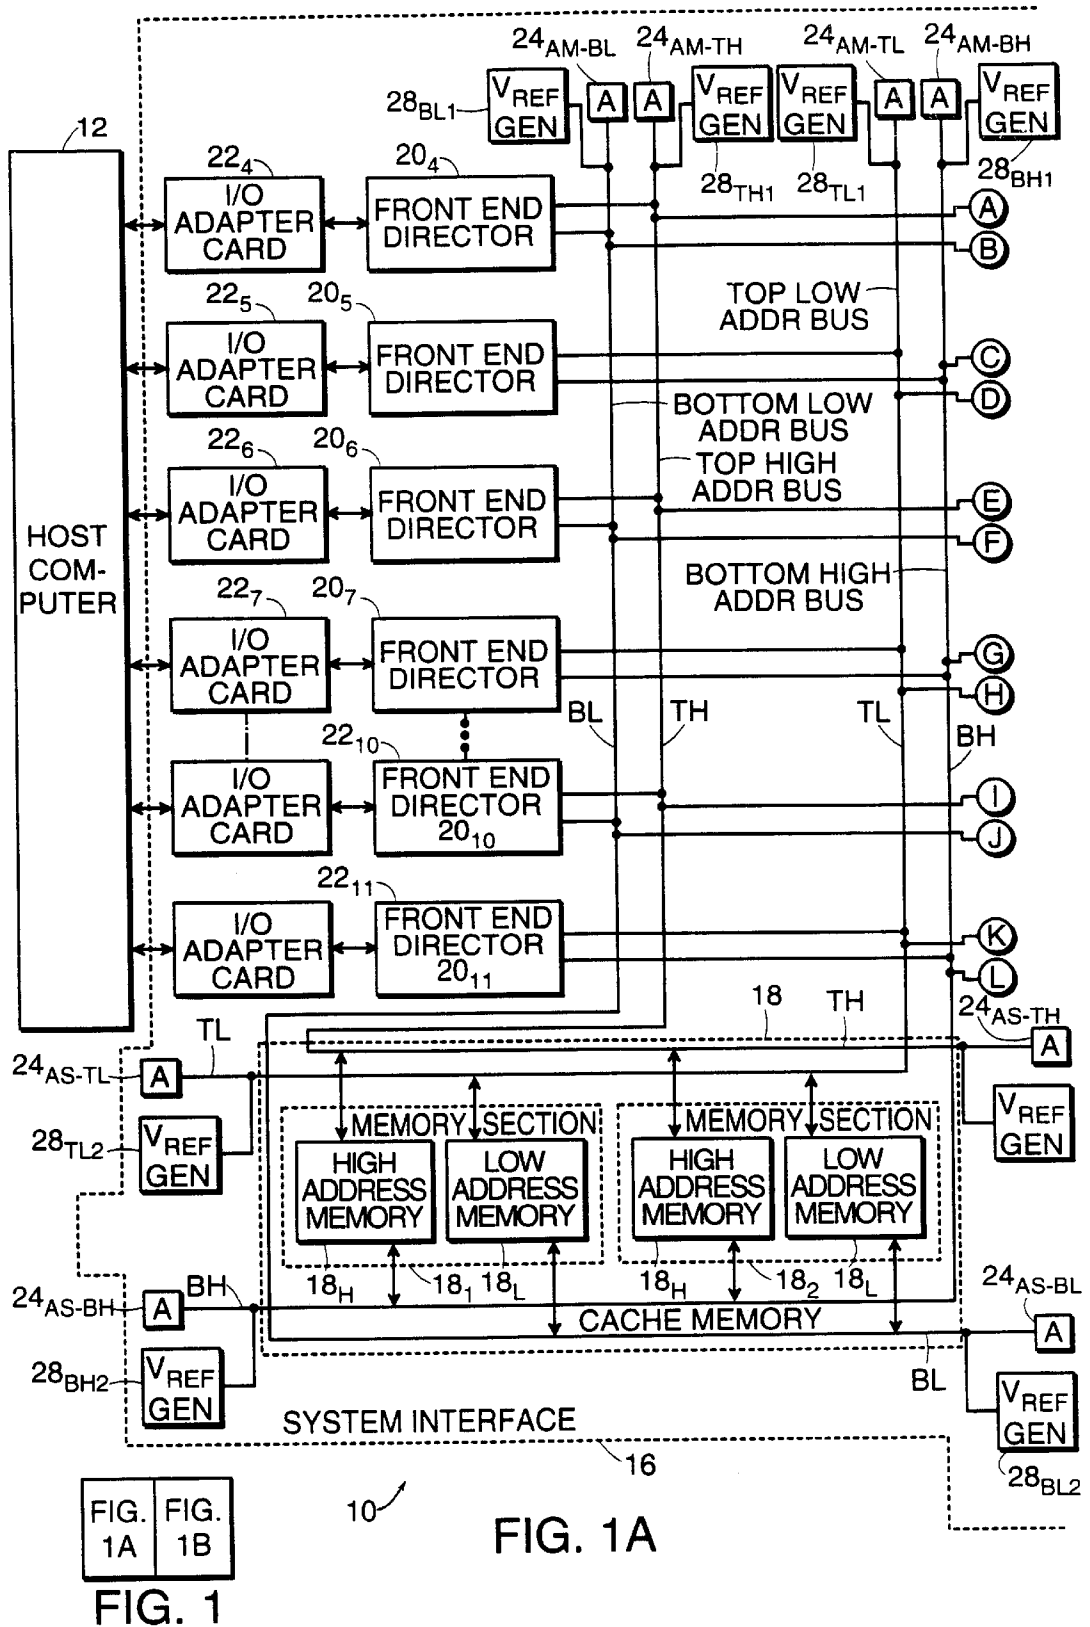 24AM-BL
24AM-TH
24AM-TL
24AM-BH
VREF GEN
A
A
VREF GEN
VREF GEN
A
A
VREF GEN
28BL1
28TH1
28TL1
28BH1
12
HOST
COM-
PUTER
224
I/O
ADAPTER
CARD
204
FRONT END
DIRECTOR
A
B
TOP LOW
ADDR BUS
225
I/O
ADAPTER
CARD
205
FRONT END
DIRECTOR
C
D
BOTTOM LOW
ADDR BUS
TOP HIGH
ADDR BUS
226
I/O
ADAPTER
CARD
206
FRONT END
DIRECTOR
E
F
BOTTOM HIGH
ADDR BUS
227
I/O
ADAPTER
CARD
207
FRONT END
DIRECTOR
G
H
BL
TH
TL
BH
2210
I/O
ADAPTER
CARD
FRONT END
DIRECTOR
2010
I
J
2211
I/O
ADAPTER
CARD
FRONT END
DIRECTOR
2011
K
L
18
TH
24AS-TH
A
TL
24AS-TL
A
28TL2
VREF
GEN
VREF
GEN
MEMORY SECTION
HIGH
ADDRESS
MEMORY
LOW
ADDRESS
MEMORY
MEMORY SECTION
HIGH
ADDRESS
MEMORY
LOW
ADDRESS
MEMORY
18H
181
18L
18H
182
18L
BH
24AS-BH
A
24AS-BL
A
CACHE MEMORY
28BH2
VREF
GEN
BL
VREF
GEN
28BL2
SYSTEM INTERFACE
16
10
FIG.
1A
FIG.
1B
FIG. 1
FIG. 1A